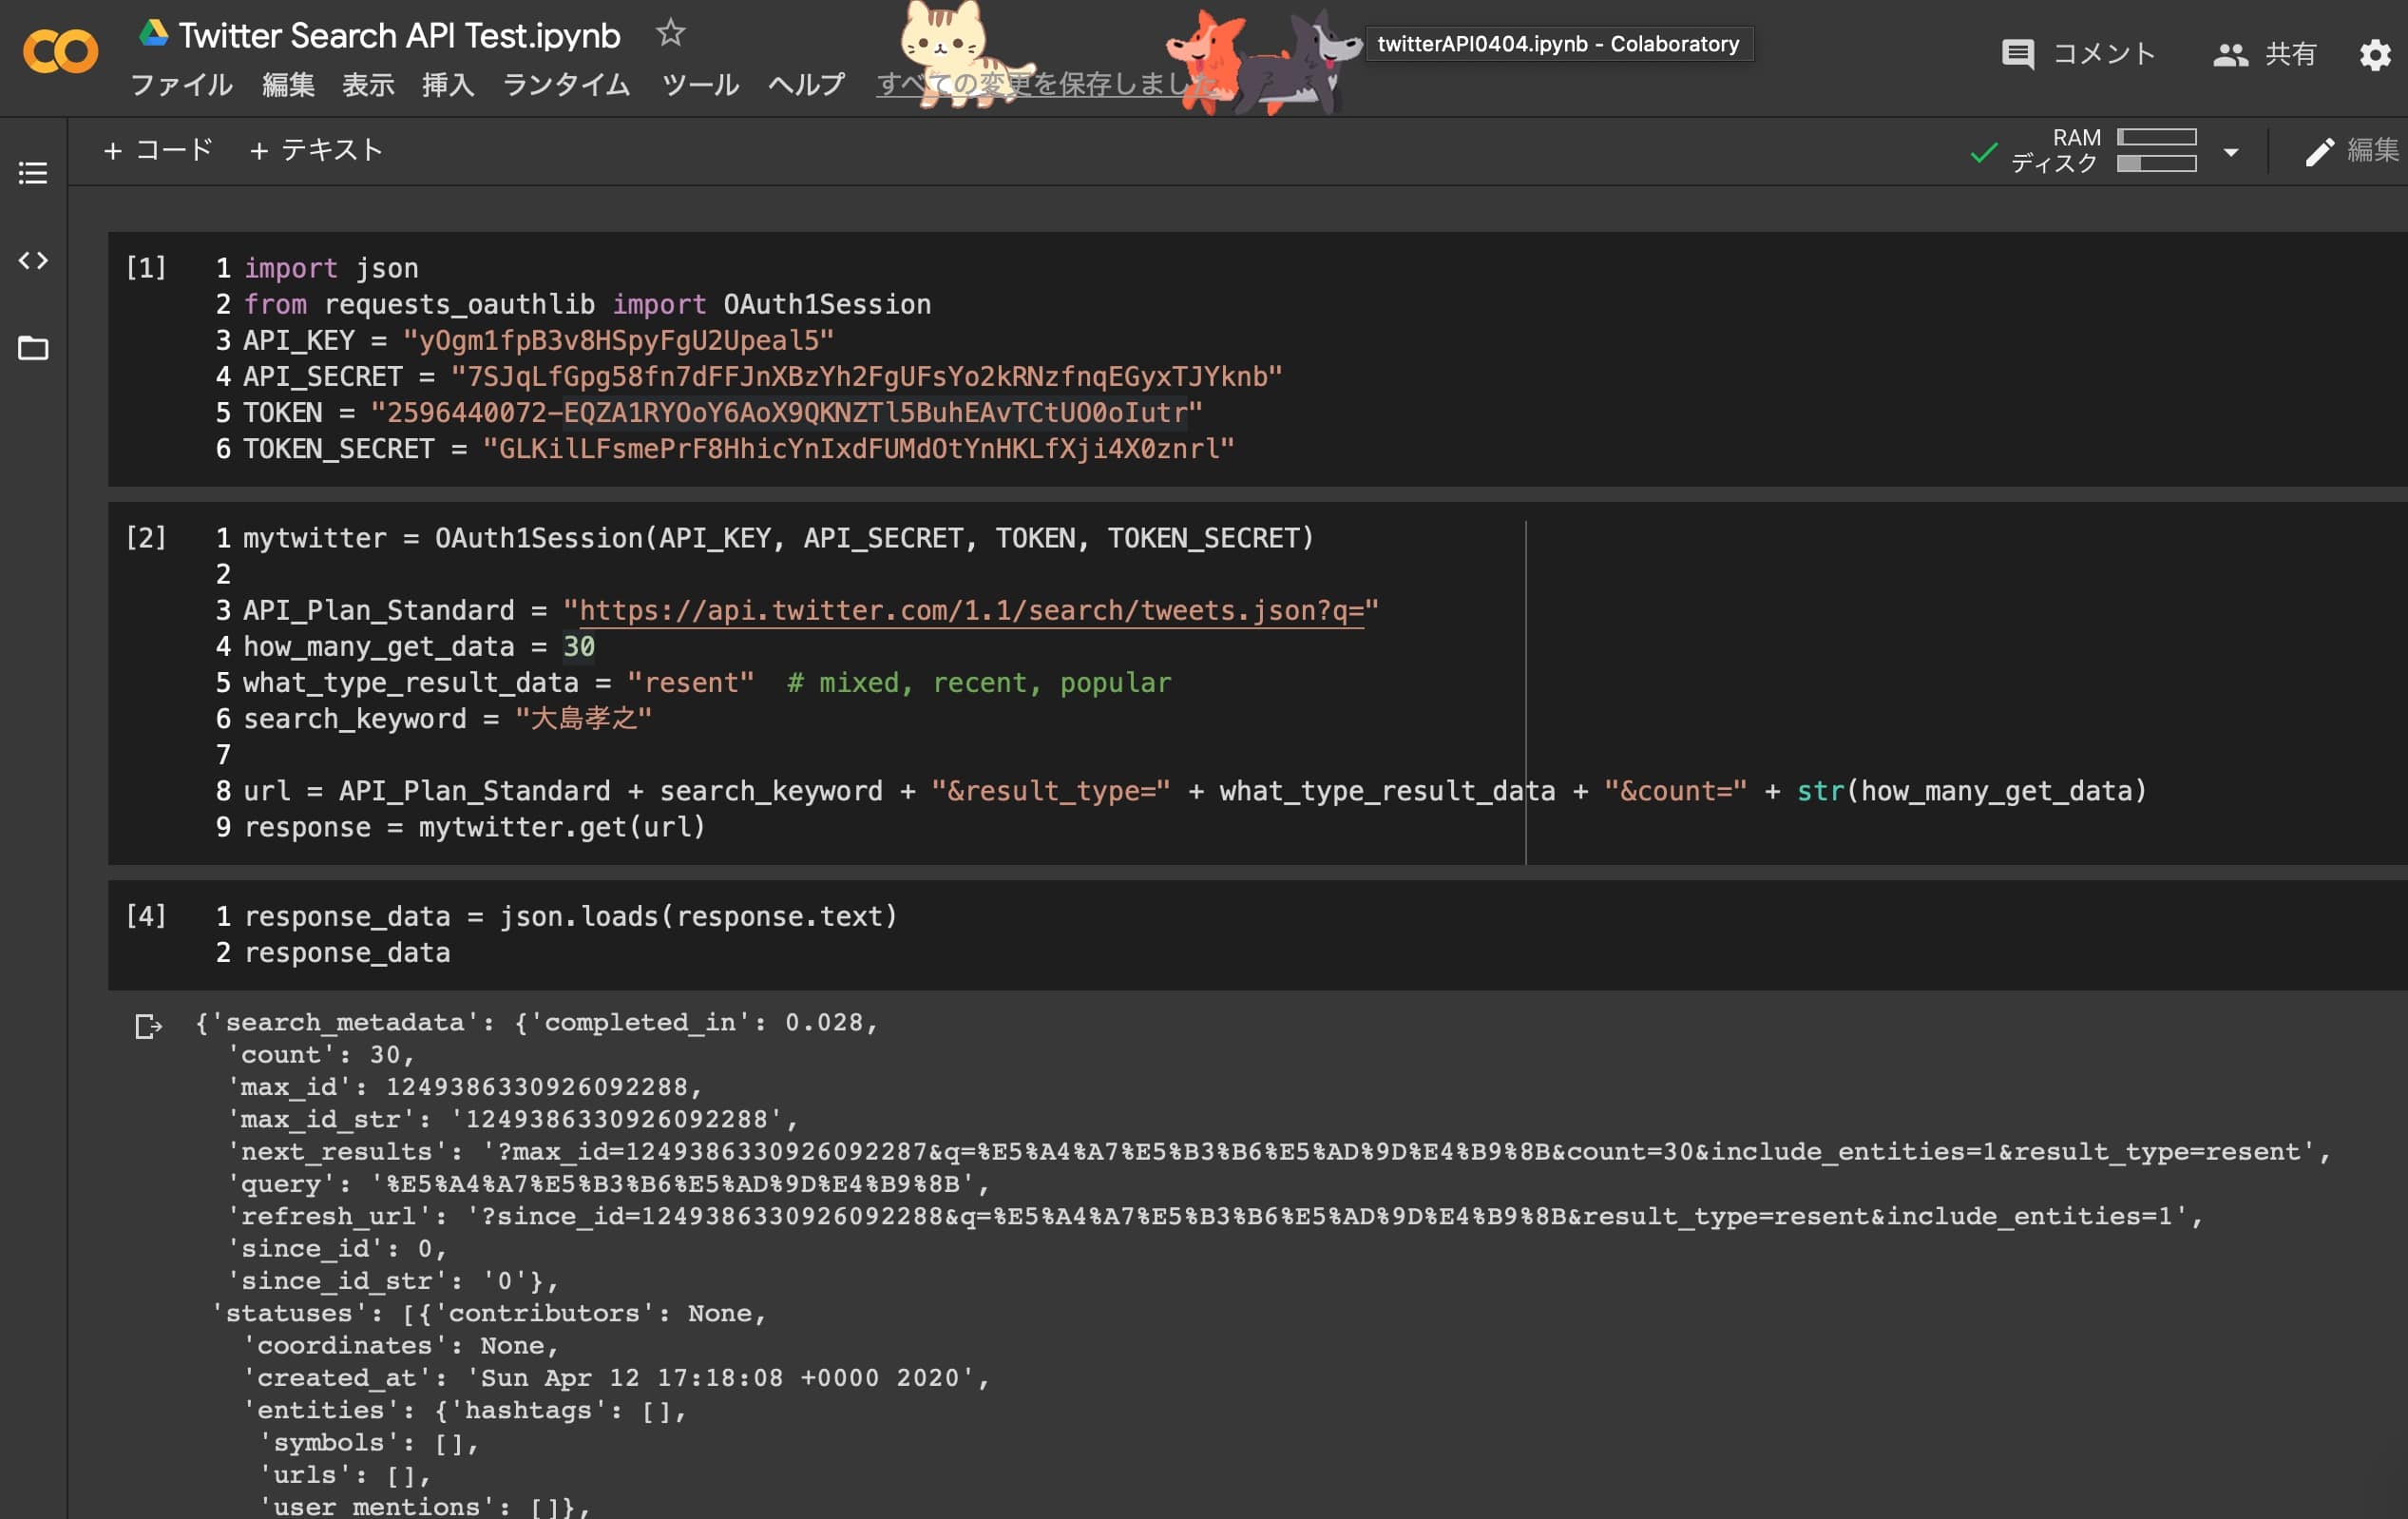 Twitter Search API Test.ipynb
twitterAPI0404.ipynb - Colaboratory
コメント 共有
ファイル 編集 表示 挿入 ランタイム ツール ヘルプ すべての変更を保存しました
+ コード + テキスト
RAM
ディスク
編集
[1] 1 import json
2 from requests_oauthlib import OAuth1Session
3 API_KEY = "yOgm1fpB3v8HSpyFgU2Upeal5"
4 API_SECRET = "7SJqLfGpg58fn7dFFJnXBzYh2FgUFsYo2kRNzfnqEGyxTJYknb"
5 TOKEN = "2596440072-EQZA1RYOoY6AoX9QKNZTl5BuhEAvTCtUO0oIutr"
6 TOKEN_SECRET = "GLKilLFsmePrF8HhicYnIxdFUMdOtYnHKLfXji4X0znrl"
[2] 1 mytwitter = OAuth1Session(API_KEY, API_SECRET, TOKEN, TOKEN_SECRET)
2
3 API_Plan_Standard = "https://api.twitter.com/1.1/search/tweets.json?q="
4 how_many_get_data = 30
5 what_type_result_data = "resent" # mixed, recent, popular
6 search_keyword = "大島孝之"
7
8 url = API_Plan_Standard + search_keyword + "&result_type=" + what_type_result_data + "&count=" + str(how_many_get_data)
9 response = mytwitter.get(url)
[4] 1 response_data = json.loads(response.text)
2 response_data
{'search_metadata': {'completed_in': 0.028,
'count': 30,
'max_id': 1249386330926092288,
'max_id_str': '1249386330926092288',
'next_results': '?max_id=1249386330926092287&q=%E5%A4%A7%E5%B3%B6%E5%AD%9D%E4%B9%8B&count=30&include_entities=1&result_type=resent',
'query': '%E5%A4%A7%E5%B3%B6%E5%AD%9D%E4%B9%8B',
'refresh_url': '?since_id=1249386330926092288&q=%E5%A4%A7%E5%B3%B6%E5%AD%9D%E4%B9%8B&result_type=resent&include_entities=1',
'since_id': 0,
'since_id_str': '0'},
'statuses': [{'contributors': None,
'coordinates': None,
'created_at': 'Sun Apr 12 17:18:08 +0000 2020',
'entities': {'hashtags': [],
'symbols': [],
'urls': [],
'user_mentions': []},